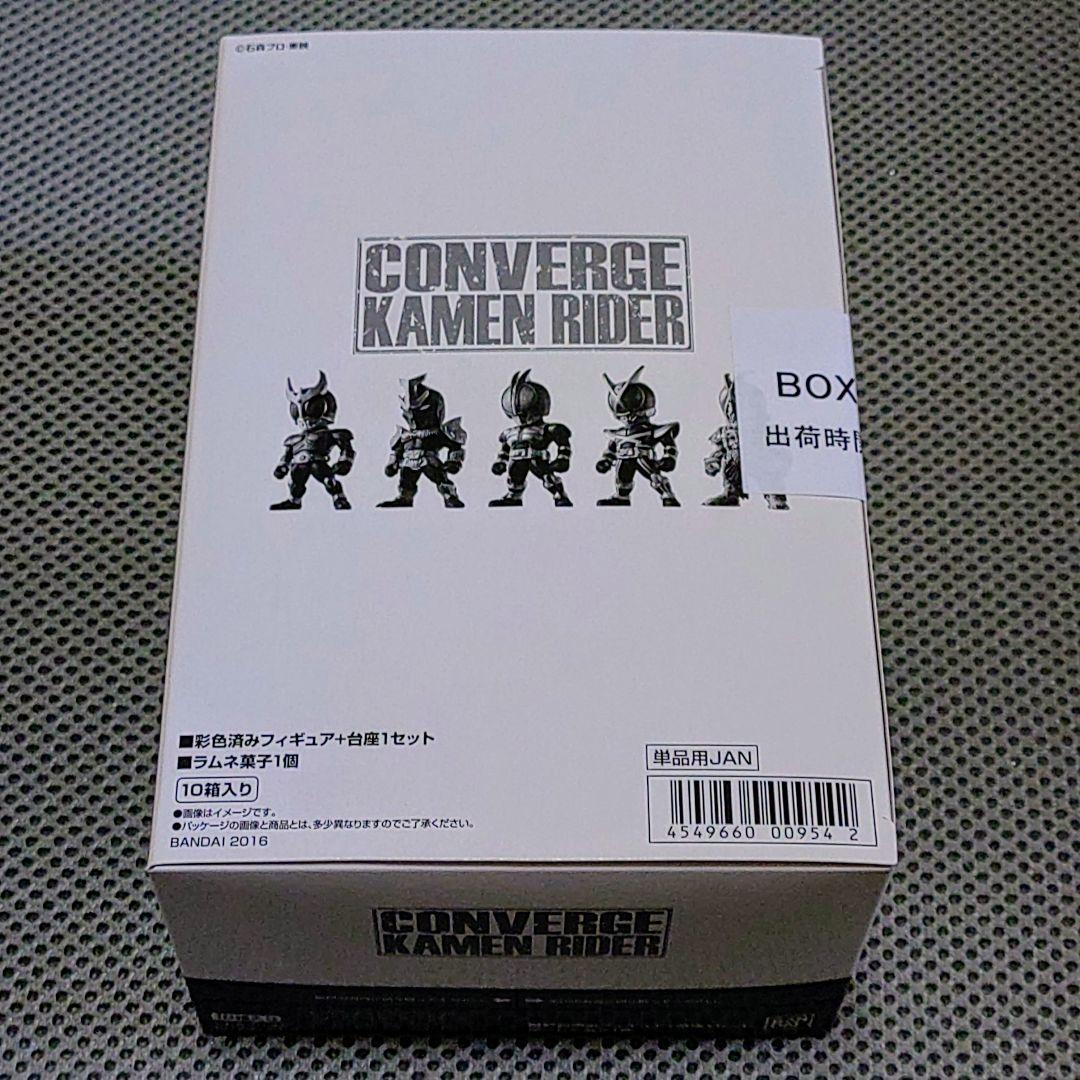 ©石森プロ・東映
CONVERGE
KAMEN RIDER
BOX
出荷時開
■彩色済みフィギュア+台座1セット
■ラムネ菓子1個
10箱入り
●画像はイメージです。
●パッケージの画像と商品とは、多少異なりますのでご了承ください。
BANDAI 2016
単品用JAN
4549660 00954 2
CONVERGE
KAMEN RIDER